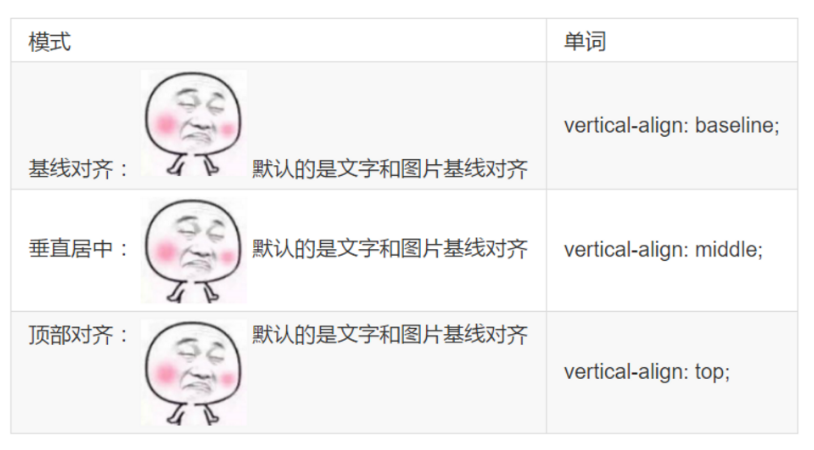 模式 单词
基线对齐： 默认的是文字和图片基线对齐 vertical-align: baseline;
垂直居中： 默认的是文字和图片基线对齐 vertical-align: middle;
顶部对齐： 默认的是文字和图片基线对齐 vertical-align: top;